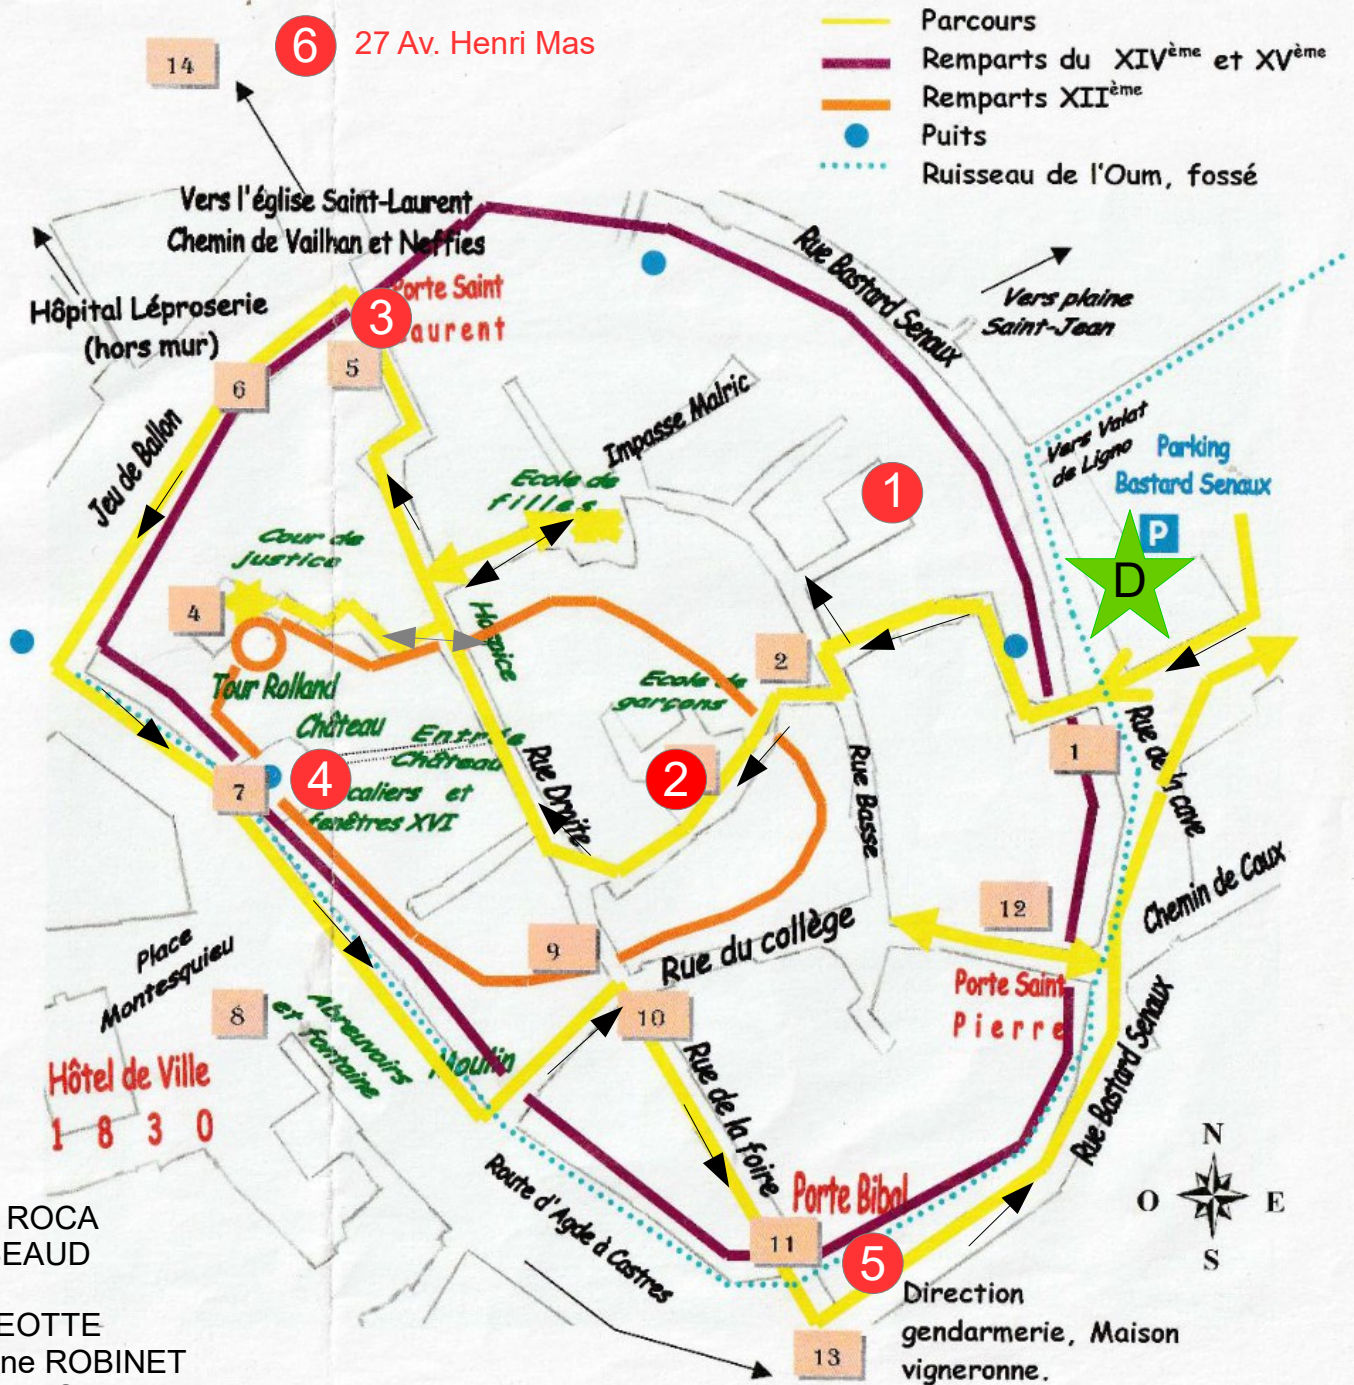 Parcours
Remparts du XIVème et XVème
Remparts XIIème
Puits
Ruisseau de l'Oum, fossé
14
6
27 Av. Henri Mas
Vers l'église Saint-Laurent
Chemin de Vailhan et Neffies
Hôpital Léproserie
(hors mur)
Porte Saint
3
aurent
5
6
Rue Bastard Senaux
Vers plaine
Saint-Jean
Vers Valat
de Ligno
Parking
Bastard Senaux
P
D
Jeu de Ballon
Impasse Malric
Ecole de
filles
1
Cour de
justice
4
Hospice
2
Ecole de
garçons
Tour Rolland
Château
Entrée
Château
caliers et
fenêtres XVI
4
7
2
Rue Droite
Rue Basse
1
Rue de la cave
Chemin de Caux
12
9
Rue du collège
Place
Montesquieu
8
Abreuvoirs
et fontaine
Moulin
10
Porte Saint
Pierre
Hôtel de Ville
1 8 3 0
Rue de la foire
Rue Bastard Senaux
N
O
E
S
Porte Bibal
11
5
Route d'Agde à Castres
13
Direction
gendarmerie, Maison
vigneronne.
ROCA
EAUD
EOTTE
ne ROBINET